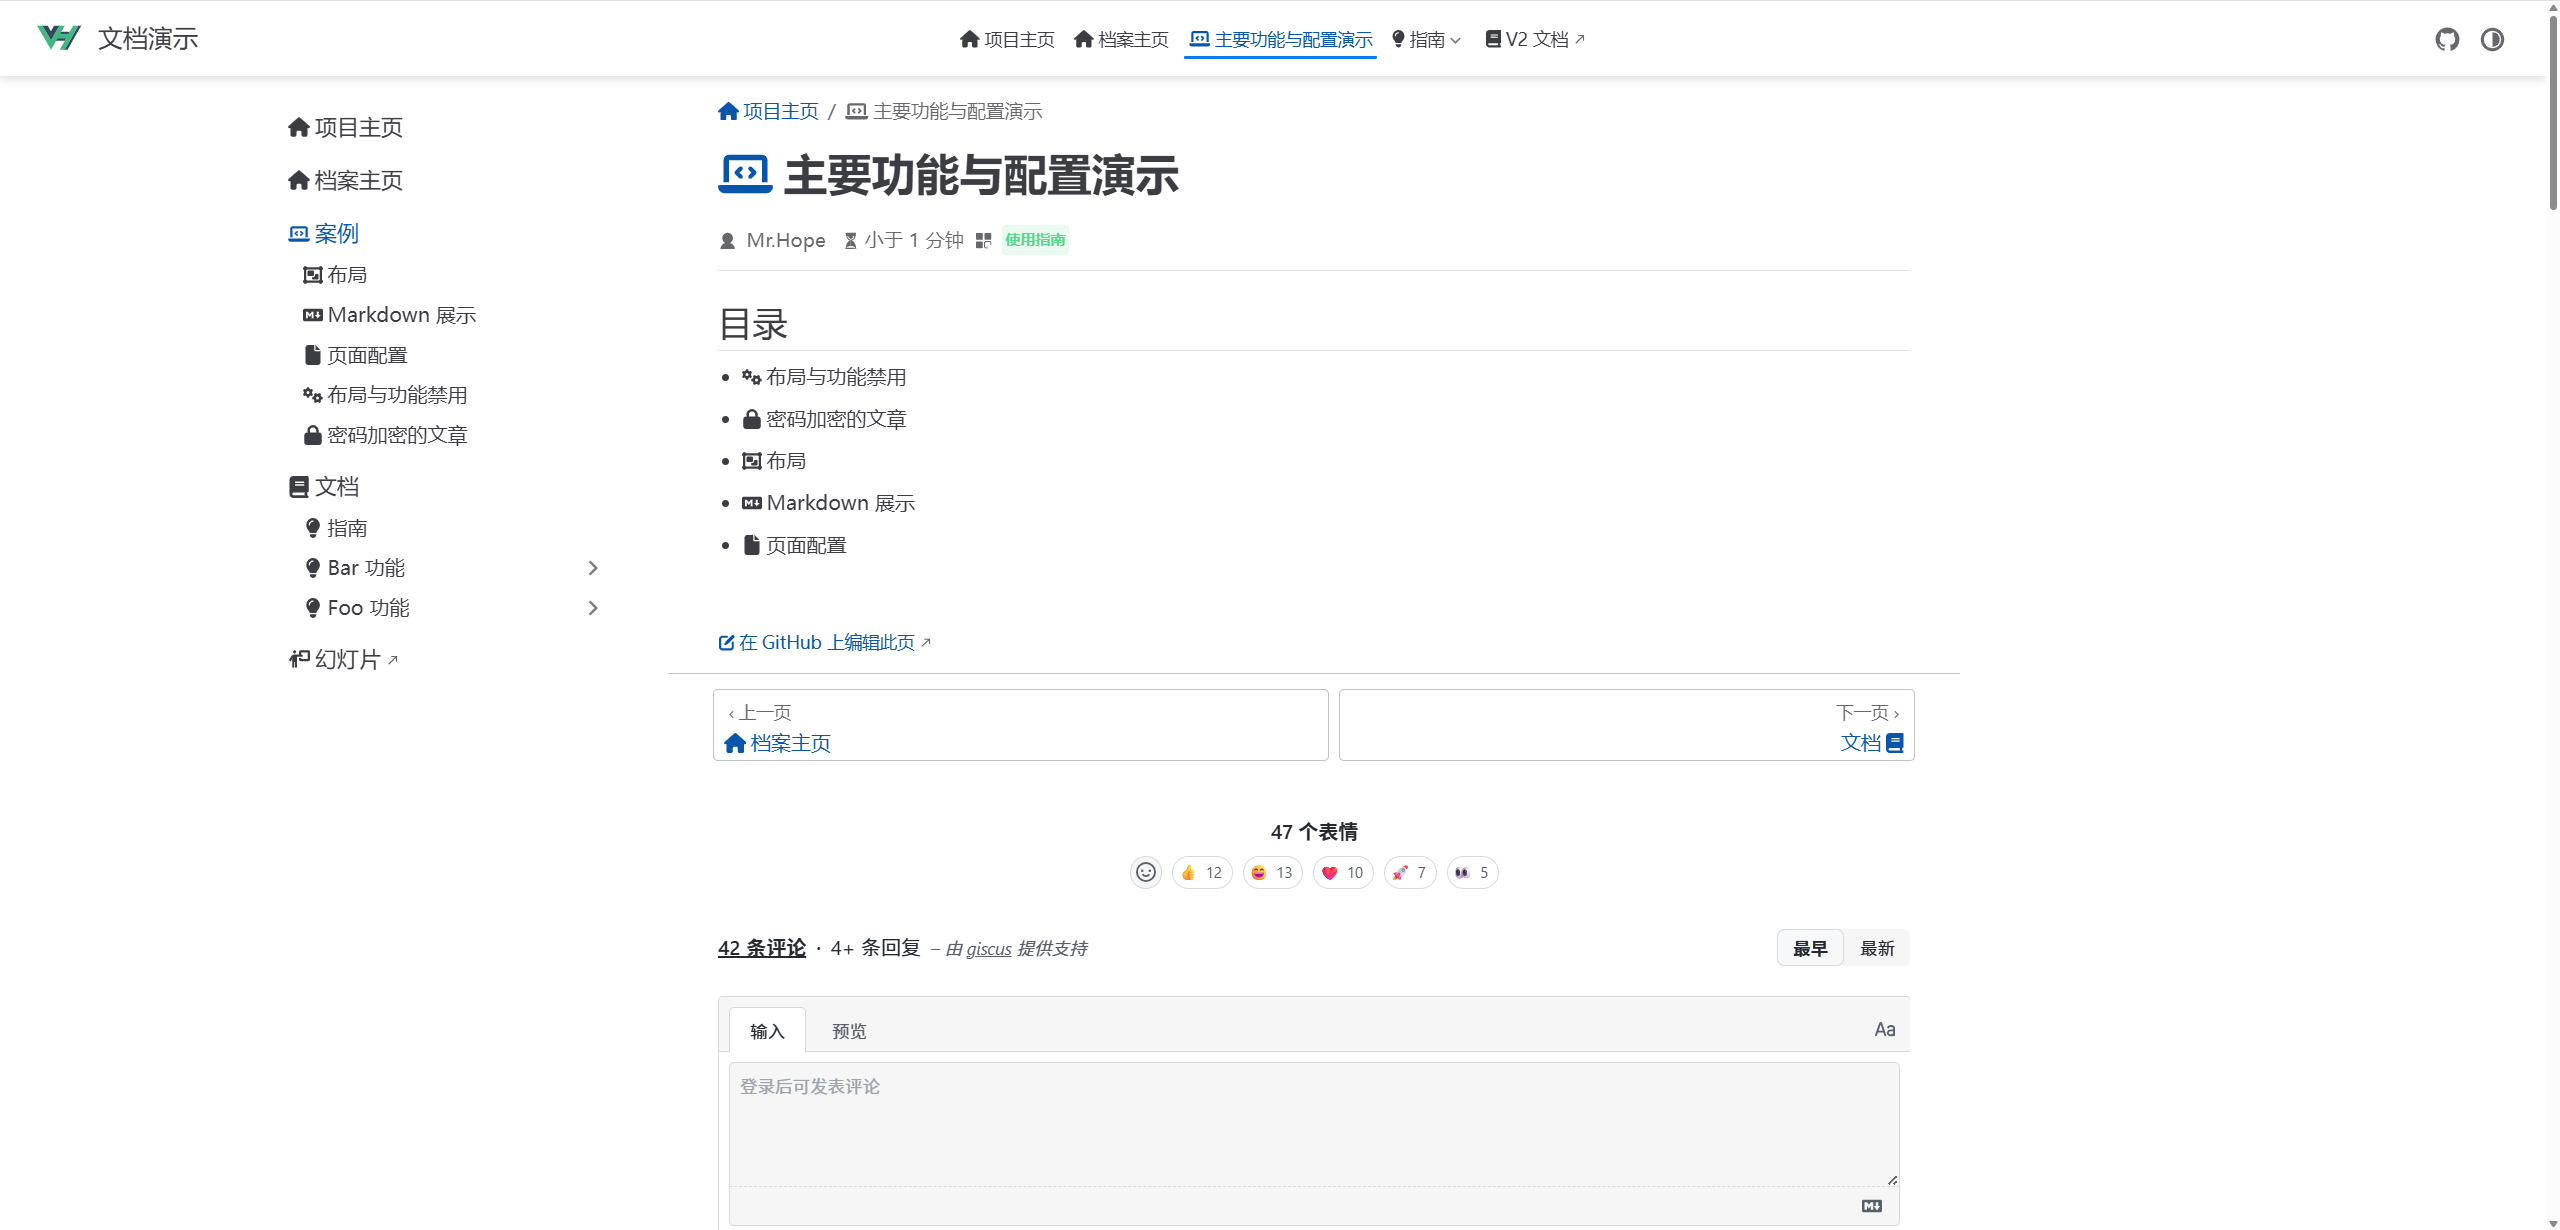 文档演示
项目主页 档案主页 主要功能与配置演示 指南 V2 文档
项目主页
档案主页
案例
布局
Markdown 展示
页面配置
布局与功能禁用
密码加密的文章
文档
指南
Bar 功能
Foo 功能
幻灯片
项目主页 / 主要功能与配置演示
主要功能与配置演示
Mr.Hope 小于 1 分钟 使用指南
目录
布局与功能禁用
密码加密的文章
布局
Markdown 展示
页面配置
在 GitHub 上编辑此页
‹ 上一页
档案主页
下一页 ›
文档
47 个表情
👍 12 😄 13 ❤️ 10 🚀 7 👀 5
42 条评论 · 4+ 条回复 – 由 giscus 提供支持
最早 最新
输入 预览 Aa
登录后可发表评论